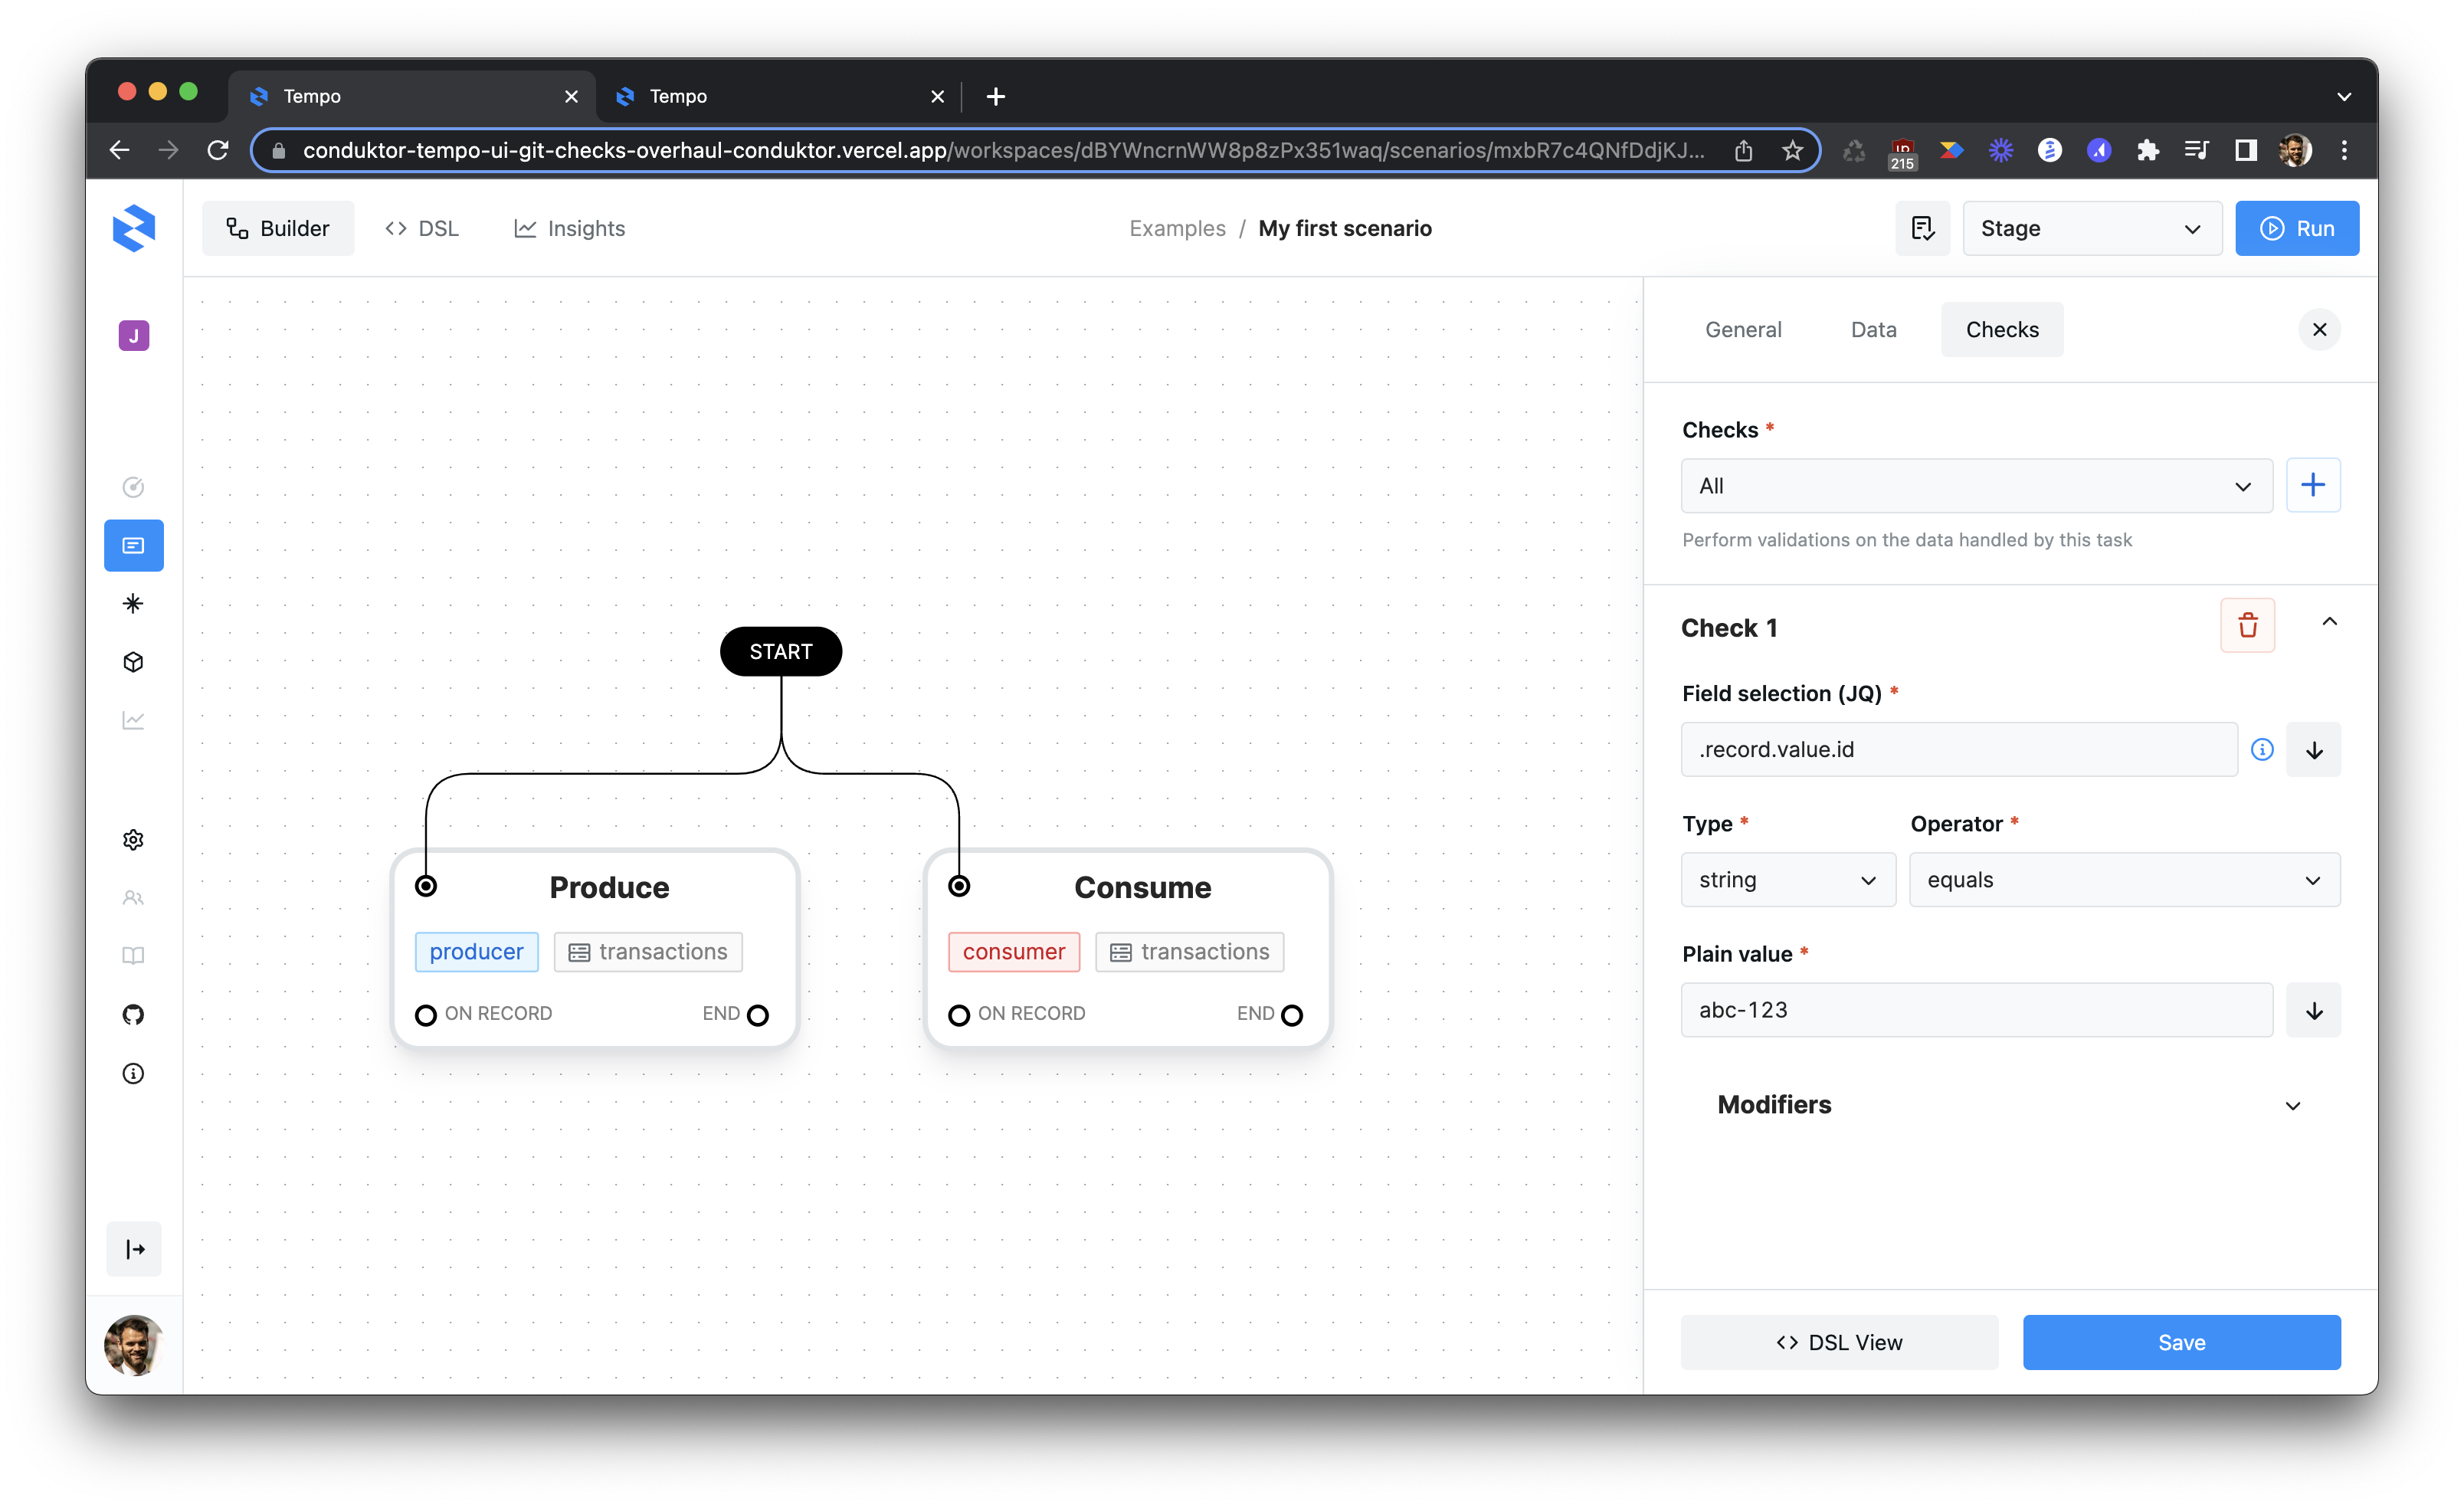 Tempo
Tempo
conduktor-tempo-ui-git-checks-overhaul-conduktor.vercel.app/workspaces/dBYWncrnWW8p8zPx351waq/scenarios/mxbR7c4QNfDdjKJ...
215
Builder
DSL
Insights
Examples / My first scenario
Stage
Run
J
General
Data
Checks
Checks *
All
Perform validations on the data handled by this task
Check 1
Field selection (JQ) *
.record.value.id
Type *
Operator *
string
equals
Plain value *
abc-123
Modifiers
DSL View
Save
START
Produce
producer
transactions
ON RECORD
END
Consume
consumer
transactions
ON RECORD
END